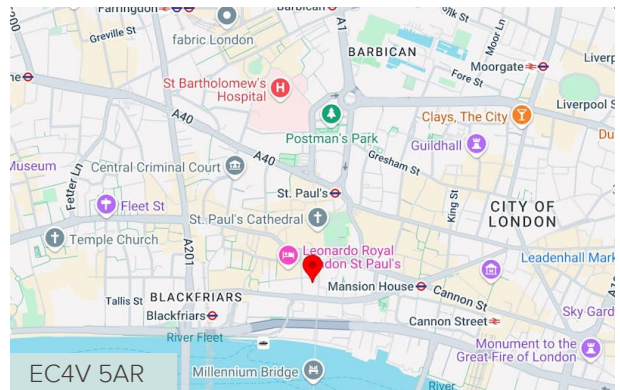 Farringdon
Barbican
Greville St
fabric London
A1
BARBICAN
Moor Ln
Moorgate
Fore St
St Bartholomew's
Hospital
Liverpool S
A40
Postman's Park
Clays, The City
Guildhall
A40
Gresham St
Museum
Central Criminal Court
Fetter Ln
St. Paul's
King St
CITY OF
LONDON
Fleet St
St. Paul's Cathedral
Temple Church
A201
Leonardo Royal
London St Paul's
Leadenhall Mark
Mansion House
Cannon St
Tallis St
BLACKFRIARS
Blackfriars
Cannon Street
Sky Gard
River Fleet
Monument to the
Great Fire of London
Millennium Bridge
River
EC4V 5AR